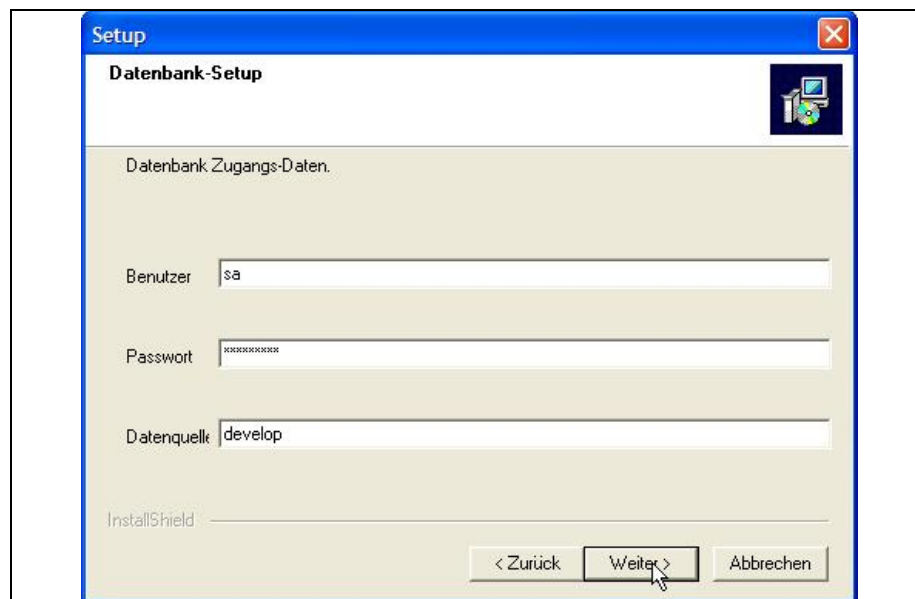 Setup
Datenbank-Setup
Datenbank Zugangs-Daten.
Benutzer sa
Passwort *********
Datenquelle develop
InstallShield
< Zurück Weiter > Abbrechen